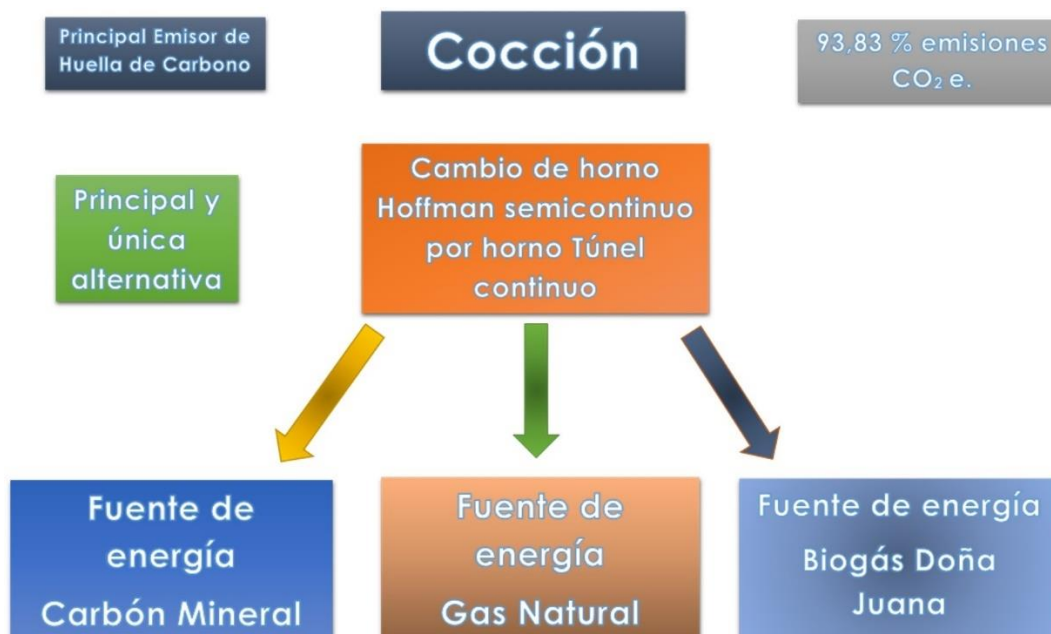 Principal Emisor de
Huella de Carbono
Cocción
93,83 % emisiones
CO₂ e.
Principal y
única
alternativa
Cambio de horno
Hoffman semicontinuo
por horno Túnel
continuo
Fuente de
energía
Carbón Mineral
Fuente de
energía
Gas Natural
Fuente de energía
Biogás Doña
Juana